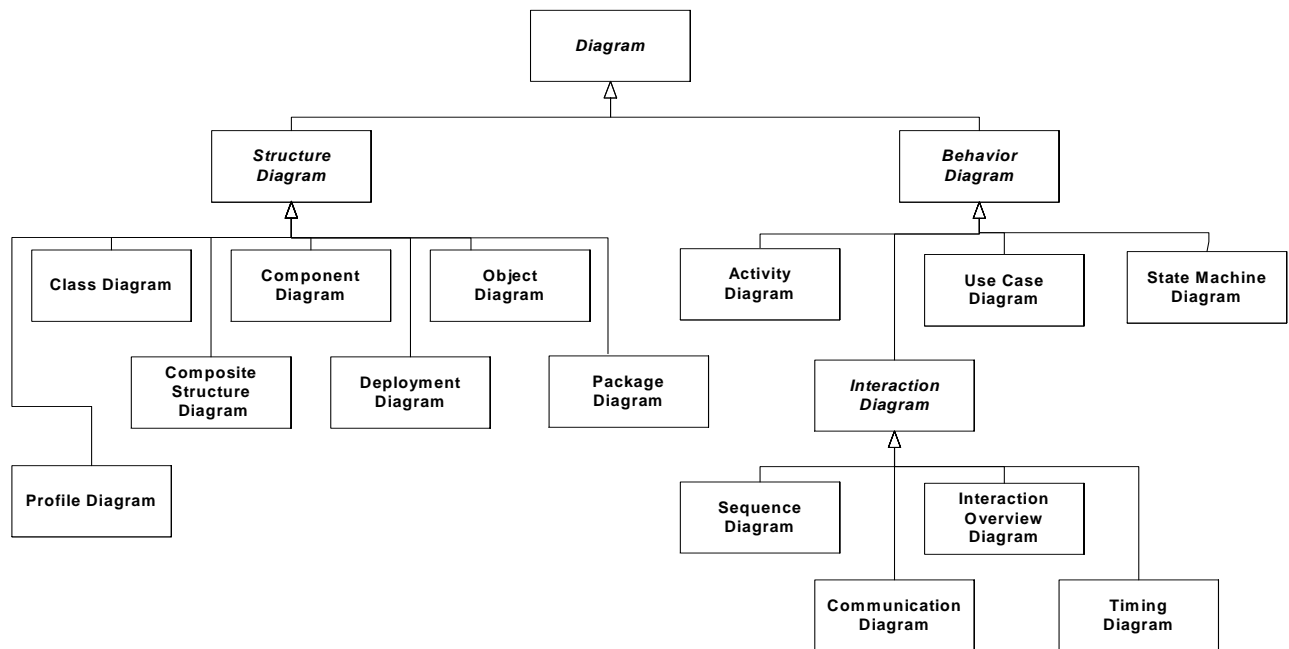 Diagram
Structure
Diagram
Behavior
Diagram
Class Diagram
Component
Diagram
Object
Diagram
Activity
Diagram
Use Case
Diagram
State Machine
Diagram
Composite
Structure
Diagram
Deployment
Diagram
Package
Diagram
Interaction
Diagram
Profile Diagram
Sequence
Diagram
Interaction
Overview
Diagram
Communication
Diagram
Timing
Diagram